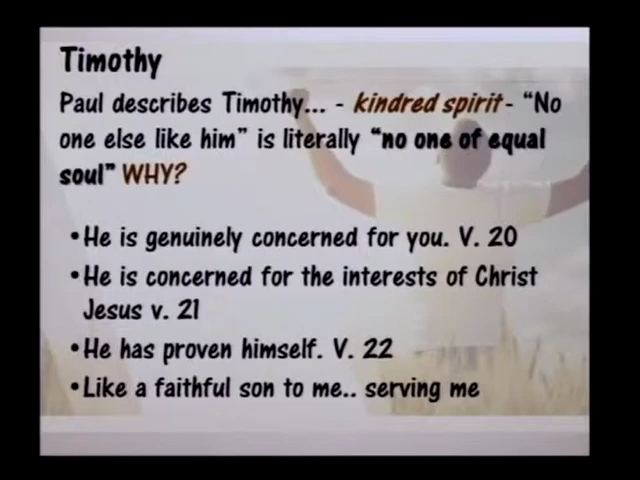 Timothy
Paul describes Timothy... - kindred spirit - "No
one else like him" is literally "no one of equal
soul" WHY?
•He is genuinely concerned for you. V. 20
•He is concerned for the interests of Christ
Jesus v. 21
•He has proven himself. V. 22
•Like a faithful son to me.. serving me